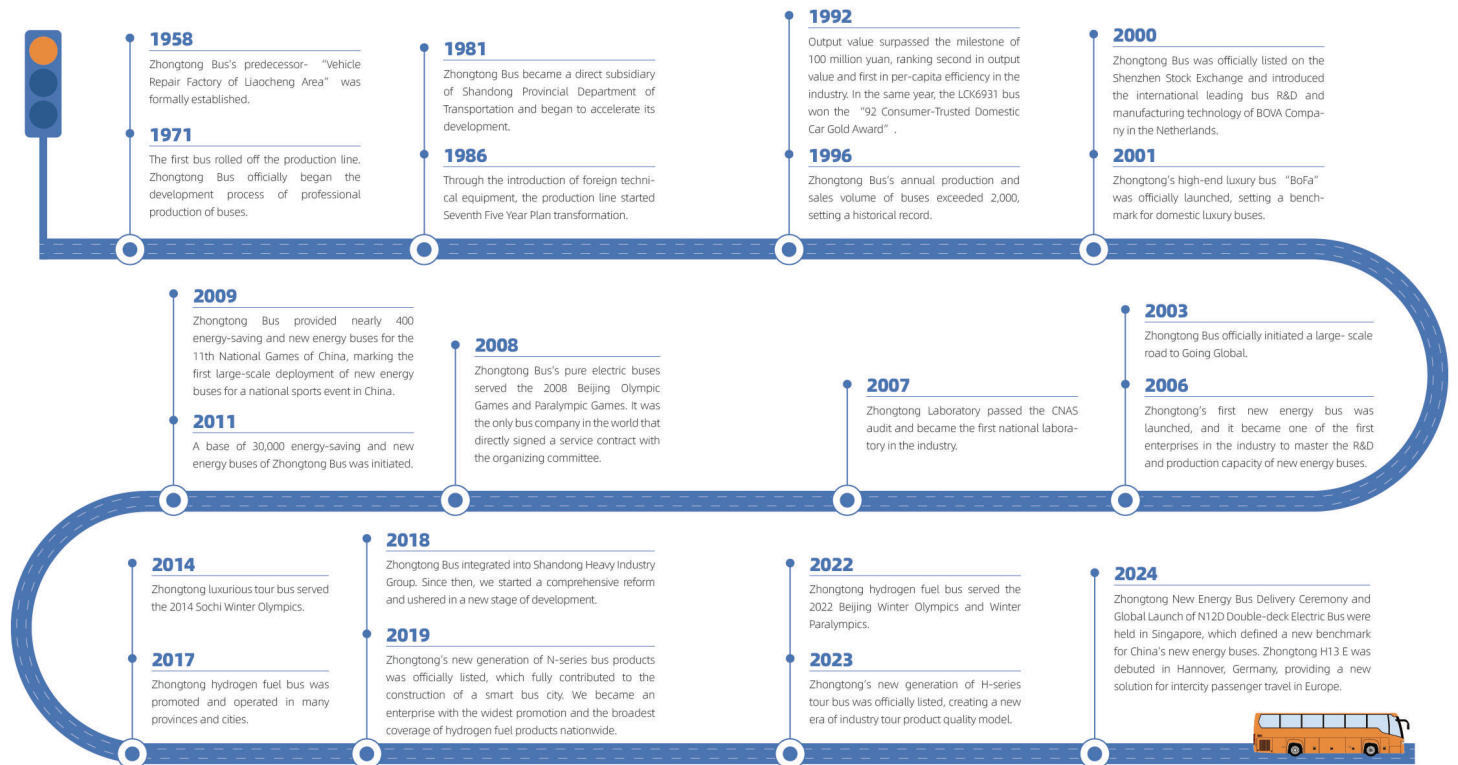 1958
Zhongtong Bus's predecessor- “Vehicle
Repair Factory of Liaocheng Area” was
formally established.
1971
The first bus rolled off the production line.
Zhongtong Bus officially began the
development process of professional
production of buses.
1981
Zhongtong Bus became a direct subsidiary
of Shandong Provincial Department of
Transportation and began to accelerate its
development.
1986
Through the introduction of foreign techni-
cal equipment, the production line started
Seventh Five Year Plan transformation.
1992
Output value surpassed the milestone of
100 million yuan, ranking second in output
value and first in per-capita efficiency in the
industry. In the same year, the LCK6931 bus
won the “92 Consumer-Trusted Domestic
Car Gold Award” .
1996
Zhongtong Bus's annual production and
sales volume of buses exceeded 2,000,
setting a historical record.
2000
Zhongtong Bus was officially listed on the
Shenzhen Stock Exchange and introduced
the international leading bus R&D and
manufacturing technology of BOVA Compa-
ny in the Netherlands.
2001
Zhongtong's high-end luxury bus “BoFa”
was officially launched, setting a bench-
mark for domestic luxury buses.
2003
Zhongtong Bus officially initiated a large- scale
road to Going Global.
2006
Zhongtong's first new energy bus was
launched, and it became one of the first
enterprises in the industry to master the R&D
and production capacity of new energy buses.
2007
Zhongtong Laboratory passed the CNAS
audit and became the first national labora-
tory in the industry.
2008
Zhongtong Bus's pure electric buses
served the 2008 Beijing Olympic
Games and Paralympic Games. It was
the only bus company in the world that
directly signed a service contract with
the organizing committee.
2009
Zhongtong Bus provided nearly 400
energy-saving and new energy buses for the
11th National Games of China, marking the
first large-scale deployment of new energy
buses for a national sports event in China.
2011
A base of 30,000 energy-saving and new
energy buses of Zhongtong Bus was initiated.
2014
Zhongtong luxurious tour bus served
the 2014 Sochi Winter Olympics.
2017
Zhongtong hydrogen fuel bus was
promoted and operated in many
provinces and cities.
2018
Zhongtong Bus integrated into Shandong Heavy Industry
Group. Since then, we started a comprehensive reform
and ushered in a new stage of development.
2019
Zhongtong's new generation of N-series bus products
was officially listed, which fully contributed to the
construction of a smart bus city. We became an
enterprise with the widest promotion and the broadest
coverage of hydrogen fuel products nationwide.
2022
Zhongtong hydrogen fuel bus served the
2022 Beijing Winter Olympics and Winter
Paralympics.
2023
Zhongtong's new generation of H-series
tour bus was officially listed, creating a new
era of industry tour product quality model.
2024
Zhongtong New Energy Bus Delivery Ceremony and
Global Launch of N12D Double-deck Electric Bus were
held in Singapore, which defined a new benchmark
for China's new energy buses. Zhongtong H13 E was
debuted in Hannover, Germany, providing a new
solution for intercity passenger travel in Europe.